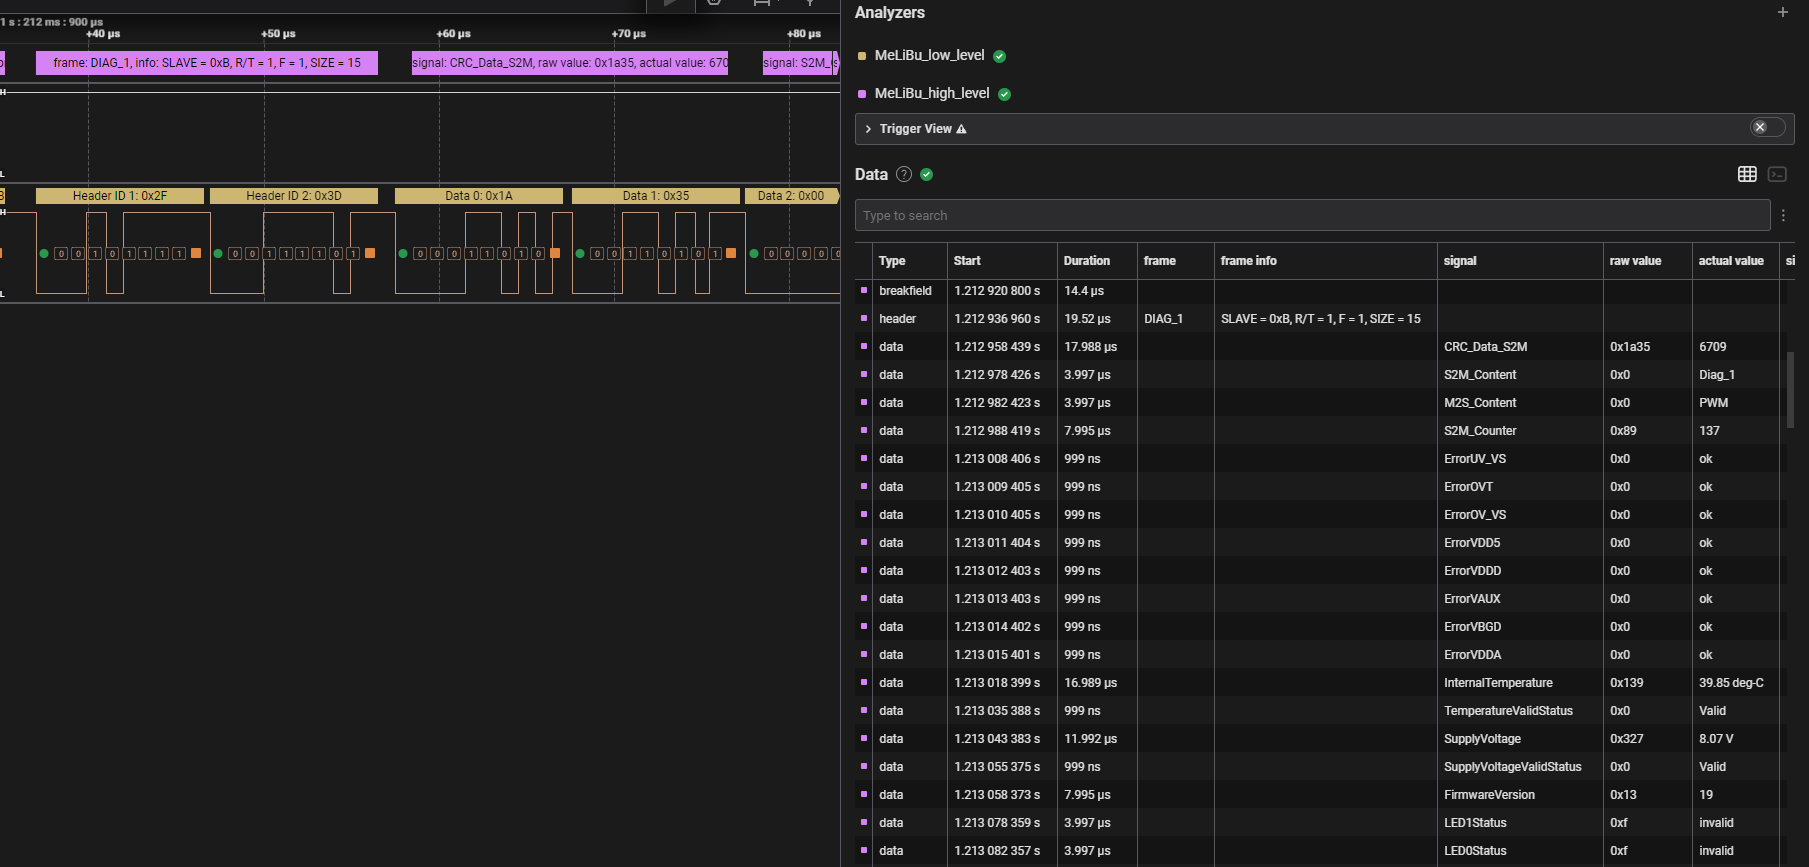 1 s : 212 ms : 900 µs
+40 µs +50 µs +60 µs +70 µs +80 µs
frame: DIAG_1, info: SLAVE = 0xB, R/T = 1, F = 1, SIZE = 15 signal: CRC_Data_S2M, raw value: 0x1a35, actual value: 670 signal: S2M_
H
L
Header ID 1: 0x2F Header ID 2: 0x3D Data 0: 0x1A Data 1: 0x35 Data 2: 0x00
H
0 0 1 0 1 1 1 1 0 0 1 1 1 1 0 1 0 0 0 1 1 0 1 0 0 0 1 1 0 1 0 1 0 0 0 0 0
L
Analyzers
MeLiBu_low_level
MeLiBu_high_level
Trigger View
Data ?
Type to search
Type Start Duration frame frame info signal raw value actual value si
breakfield 1.212 920 800 s 14.4 µs
header 1.212 936 960 s 19.52 µs DIAG_1 SLAVE = 0xB, R/T = 1, F = 1, SIZE = 15
data 1.212 958 439 s 17.988 µs CRC_Data_S2M 0x1a35 6709
data 1.212 978 426 s 3.997 µs S2M_Content 0x0 Diag_1
data 1.212 982 423 s 3.997 µs M2S_Content 0x0 PWM
data 1.212 988 419 s 7.995 µs S2M_Counter 0x89 137
data 1.213 008 406 s 999 ns ErrorUV_VS 0x0 ok
data 1.213 009 405 s 999 ns ErrorOVT 0x0 ok
data 1.213 010 405 s 999 ns ErrorOV_VS 0x0 ok
data 1.213 011 404 s 999 ns ErrorVDD5 0x0 ok
data 1.213 012 403 s 999 ns ErrorVDDD 0x0 ok
data 1.213 013 403 s 999 ns ErrorVAUX 0x0 ok
data 1.213 014 402 s 999 ns ErrorVBGD 0x0 ok
data 1.213 015 401 s 999 ns ErrorVDDA 0x0 ok
data 1.213 018 399 s 16.989 µs InternalTemperature 0x139 39.85 deg-C
data 1.213 035 388 s 999 ns TemperatureValidStatus 0x0 Valid
data 1.213 043 383 s 11.992 µs SupplyVoltage 0x327 8.07 V
data 1.213 055 375 s 999 ns SupplyVoltageValidStatus 0x0 Valid
data 1.213 058 373 s 7.995 µs FirmwareVersion 0x13 19
data 1.213 078 359 s 3.997 µs LED1Status 0xf invalid
data 1.213 082 357 s 3.997 µs LED0Status 0xf invalid